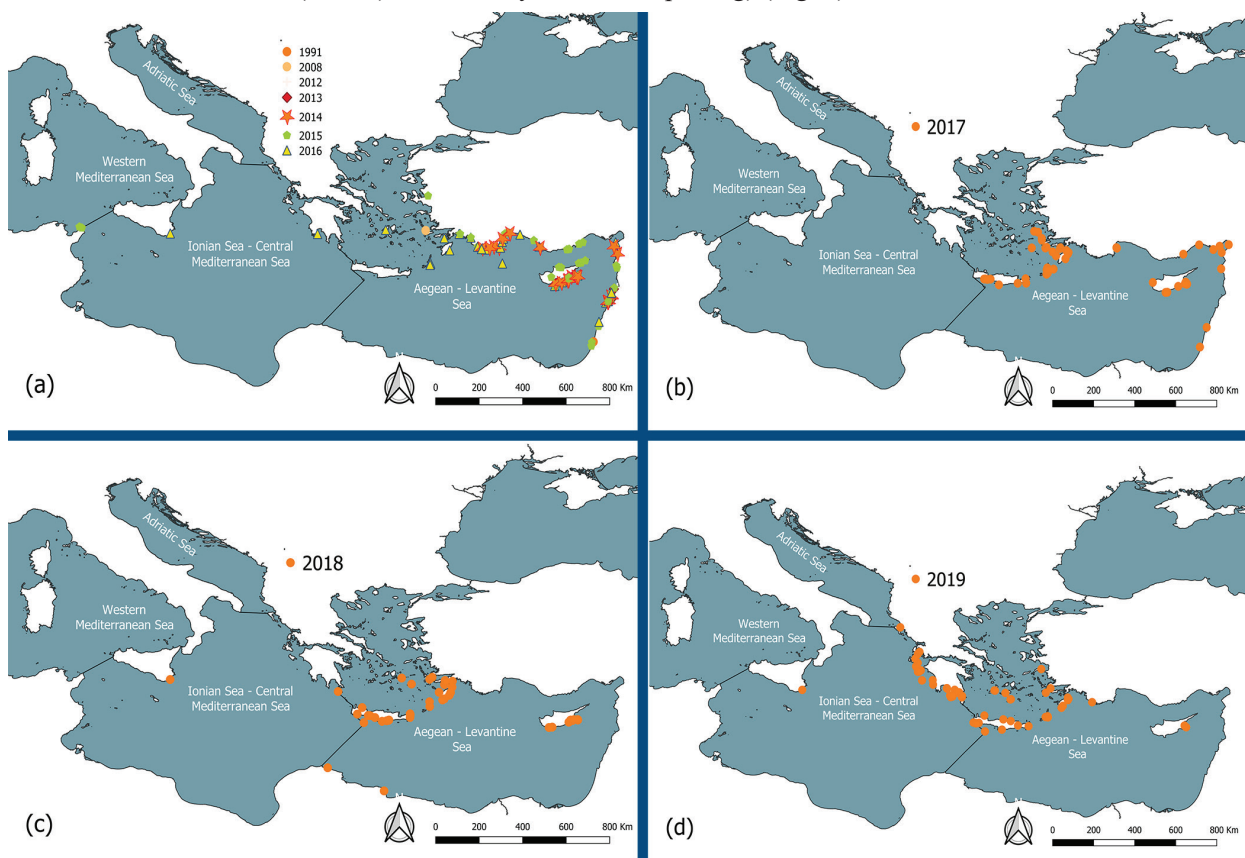 Adriatic Sea
1991
2008
2012
2013
2014
2015
2016
Western
Mediterranean Sea
Ionian Sea - Central
Mediterranean Sea
Aegean - Levantine
Sea
(a)
N
0 200 400 600 800 Km
Adriatic Sea
2017
Western
Mediterranean Sea
Ionian Sea - Central
Mediterranean Sea
Aegean - Levantine
Sea
(b)
N
0 200 400 600 800 Km
Adriatic Sea
2018
Western
Mediterranean Sea
Ionian Sea - Central
Mediterranean Sea
Aegean - Levantine
Sea
(c)
N
0 200 400 600 800 Km
Adriatic Sea
2019
Western
Mediterranean Sea
Ionian Sea - Central
Mediterranean Sea
Aegean - Levantine
Sea
(d)
N
0 200 400 600 800 Km